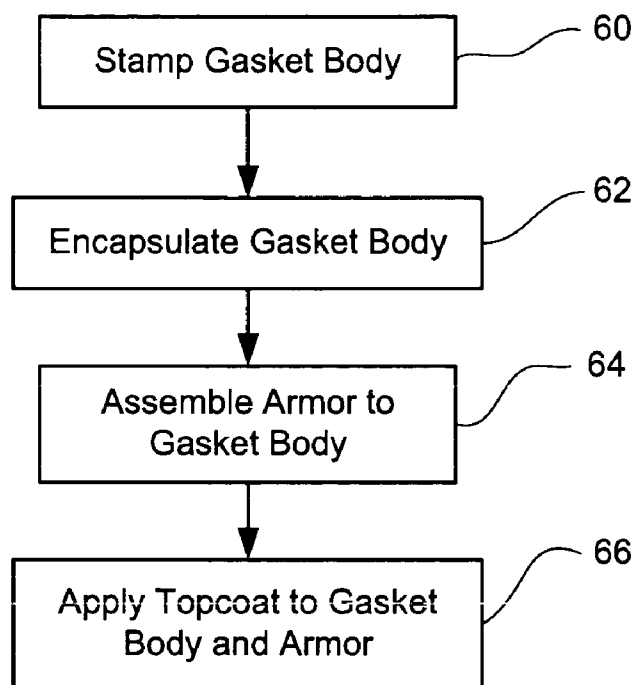 Stamp Gasket Body
60
Encapsulate Gasket Body
62
Assemble Armor to
Gasket Body
64
Apply Topcoat to Gasket
Body and Armor
66